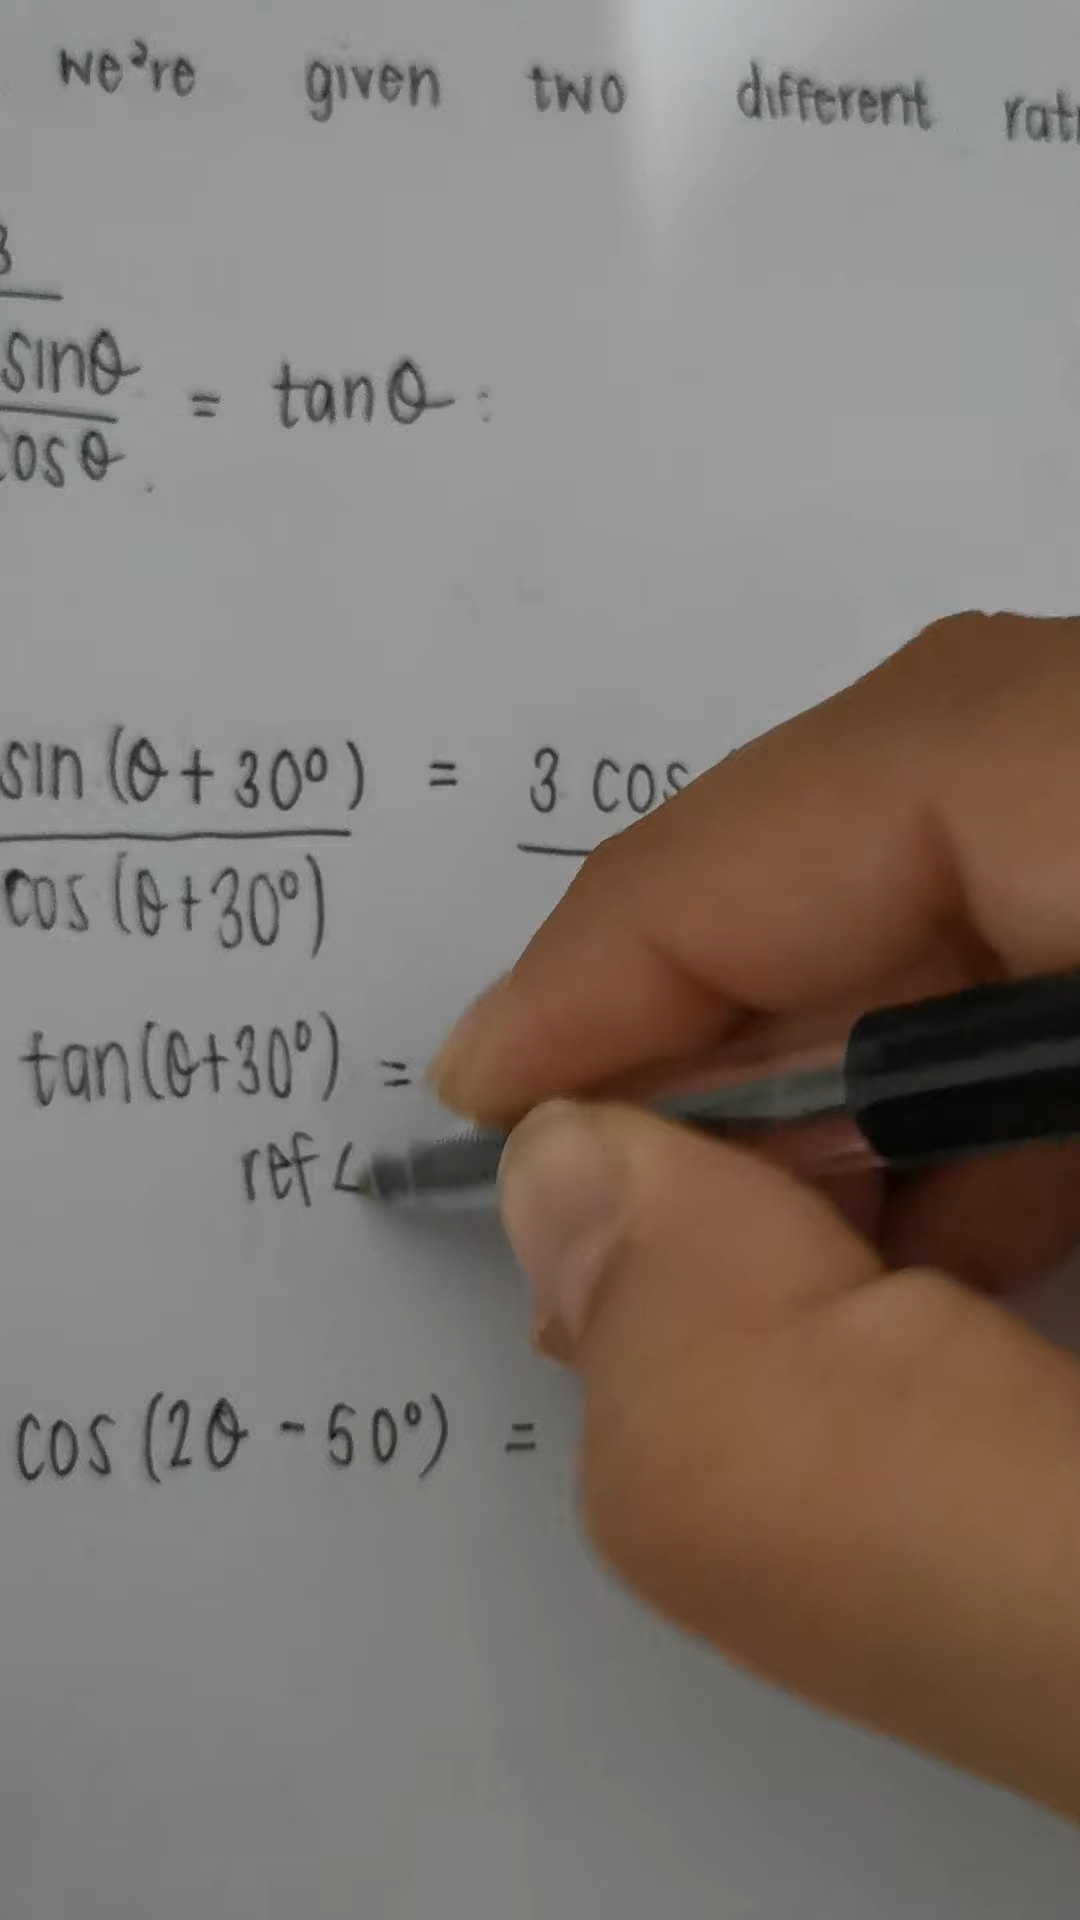 we're given two different
3
sinθ
cosθ
= tanθ :
sin (θ + 30°) = 3 cos
cos (θ+30°)
tan(θ+30°) =
ref ∠
cos (2θ - 50°) =